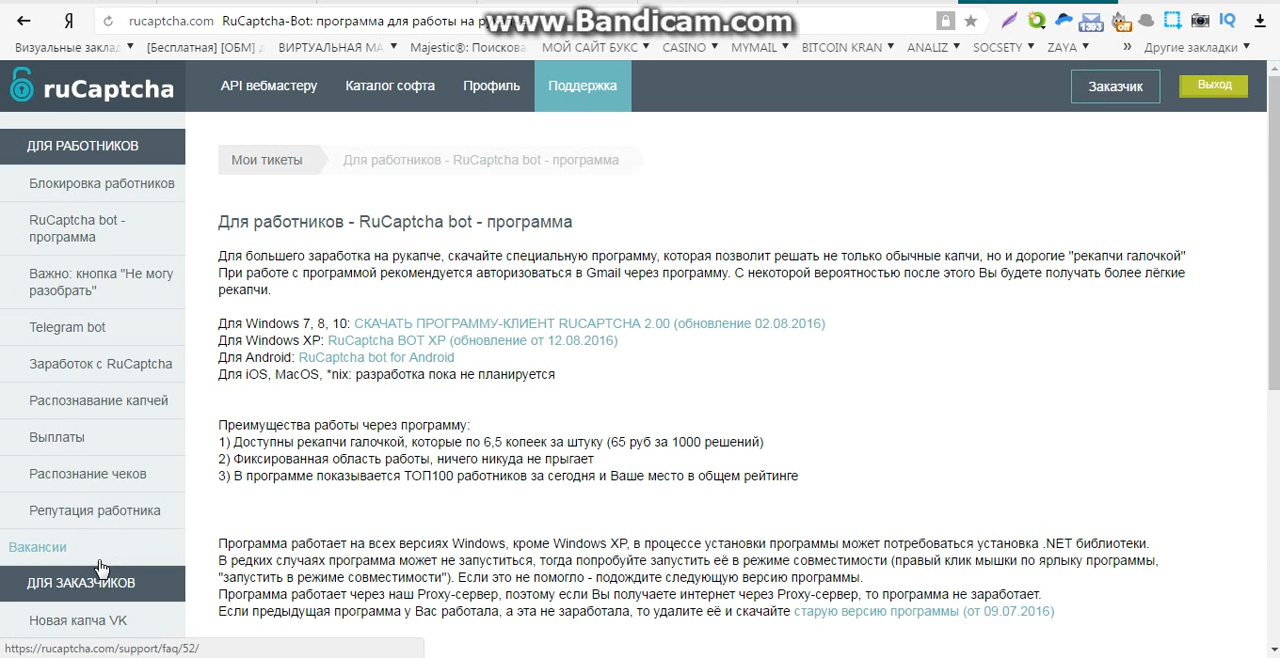 www.Bandicam.com
Я rucaptcha.com RuCaptcha-Bot: программа для работы на
Визуальные заклад [Бесплатная] [ОБМ] ВИРТУАЛЬНАЯ МА Majestic®: Поисков МОЙ САЙТ БУКС CASINO MYMAIL BITCOIN KRAN ANALIZ SOCSETY ZAYA » Другие закладки
ruCaptcha
API вебмастеру Каталог софта Профиль Поддержка Заказчик Выход
ДЛЯ РАБОТНИКОВ
Блокировка работников
RuCaptcha bot -
программа
Важно: кнопка "Не могу
разобрать"
Telegram bot
Заработок с RuCaptcha
Распознавание капчей
Выплаты
Распознание чеков
Репутация работника
Вакансии
ДЛЯ ЗАКАЗЧИКОВ
Новая капча VK
https://rucaptcha.com/support/faq/52/
Мои тикеты Для работников - RuCaptcha bot - программа
Для работников - RuCaptcha bot - программа
Для большего заработка на рукапче, скачайте специальную программу, которая позволит решать не только обычные капчи, но и дорогие "рекапчи галочкой"
При работе с программой рекомендуется авторизоваться в Gmail через программу. С некоторой вероятностью после этого Вы будете получать более лёгкие
рекапчи.
Для Windows 7, 8, 10: СКАЧАТЬ ПРОГРАММУ-КЛИЕНТ RUCAPTCHA 2.00 (обновление 02.08.2016)
Для Windows XP: RuCaptcha BOT XP (обновление от 12.08.2016)
Для Android: RuCaptcha bot for Android
Для iOS, MacOS, *nix: разработка пока не планируется
Преимущества работы через программу:
1) Доступны рекапчи галочкой, которые по 6,5 копеек за штуку (65 руб за 1000 решений)
2) Фиксированная область работы, ничего никуда не прыгает
3) В программе показывается ТОП100 работников за сегодня и Ваше место в общем рейтинге
Программа работает на всех версиях Windows, кроме Windows XP, в процессе установки программы может потребоваться установка .NET библиотеки.
В редких случаях программа может не запуститься, тогда попробуйте запустить её в режиме совместимости (правый клик мышки по ярлыку программы,
"запустить в режиме совместимости"). Если это не помогло - подождите следующую версию программы.
Программа работает через наш Proxy-сервер, поэтому если Вы получаете интернет через Proxy-сервер, то программа не заработает.
Если предыдущая программа у Вас работала, а эта не заработала, то удалите её и скачайте старую версию программы (от 09.07.2016)